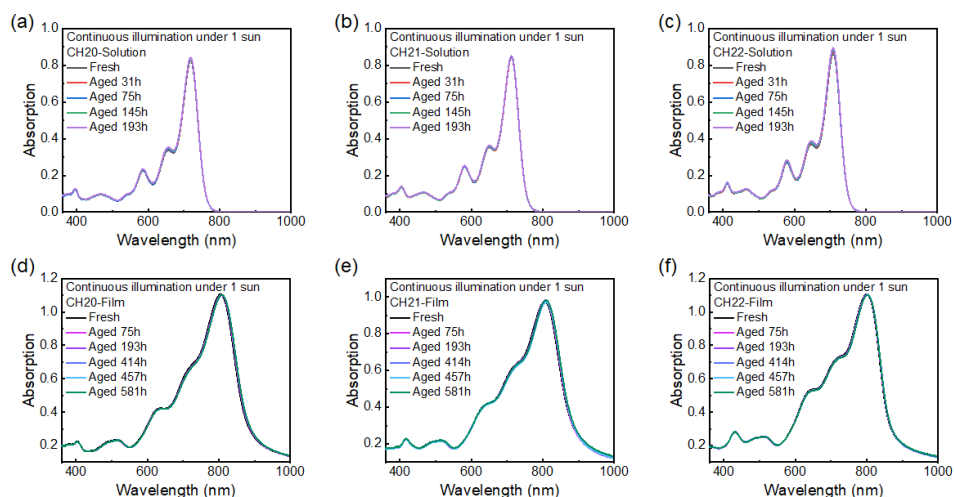 (a)
Continuous illumination under 1 sun
CH20-Solution
Fresh
Aged 31h
Aged 75h
Aged 145h
Aged 193h
Absorption
1.0
0.8
0.6
0.4
0.2
0.0
400 600 800 1000
Wavelength (nm)
(b)
Continuous illumination under 1 sun
CH21-Solution
Fresh
Aged 31h
Aged 75h
Aged 145h
Aged 193h
Absorption
1.0
0.8
0.6
0.4
0.2
0.0
400 600 800 1000
Wavelength (nm)
(c)
Continuous illumination under 1 sun
CH22-Solution
Fresh
Aged 31h
Aged 75h
Aged 145h
Aged 193h
Absorption
1.0
0.8
0.6
0.4
0.2
0.0
400 600 800 1000
Wavelength (nm)
(d)
Continuous illumination under 1 sun
CH20-Film
Fresh
Aged 75h
Aged 193h
Aged 414h
Aged 457h
Aged 581h
Absorption
1.2
1.0
0.8
0.6
0.4
0.2
400 600 800 1000
Wavelength (nm)
(e)
Continuous illumination under 1 sun
CH21-Film
Fresh
Aged 75h
Aged 193h
Aged 414h
Aged 457h
Aged 581h
Absorption
1.0
0.8
0.6
0.4
0.2
400 600 800 1000
Wavelength (nm)
(f)
Continuous illumination under 1 sun
CH22-Film
Fresh
Aged 75h
Aged 193h
Aged 414h
Aged 457h
Aged 581h
Absorption
1.2
1.0
0.8
0.6
0.4
0.2
400 600 800 1000
Wavelength (nm)